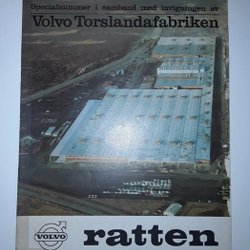 Specialnummer i samband med invigningen av
Volvo Torslandafabriken
VOLVO
ratten